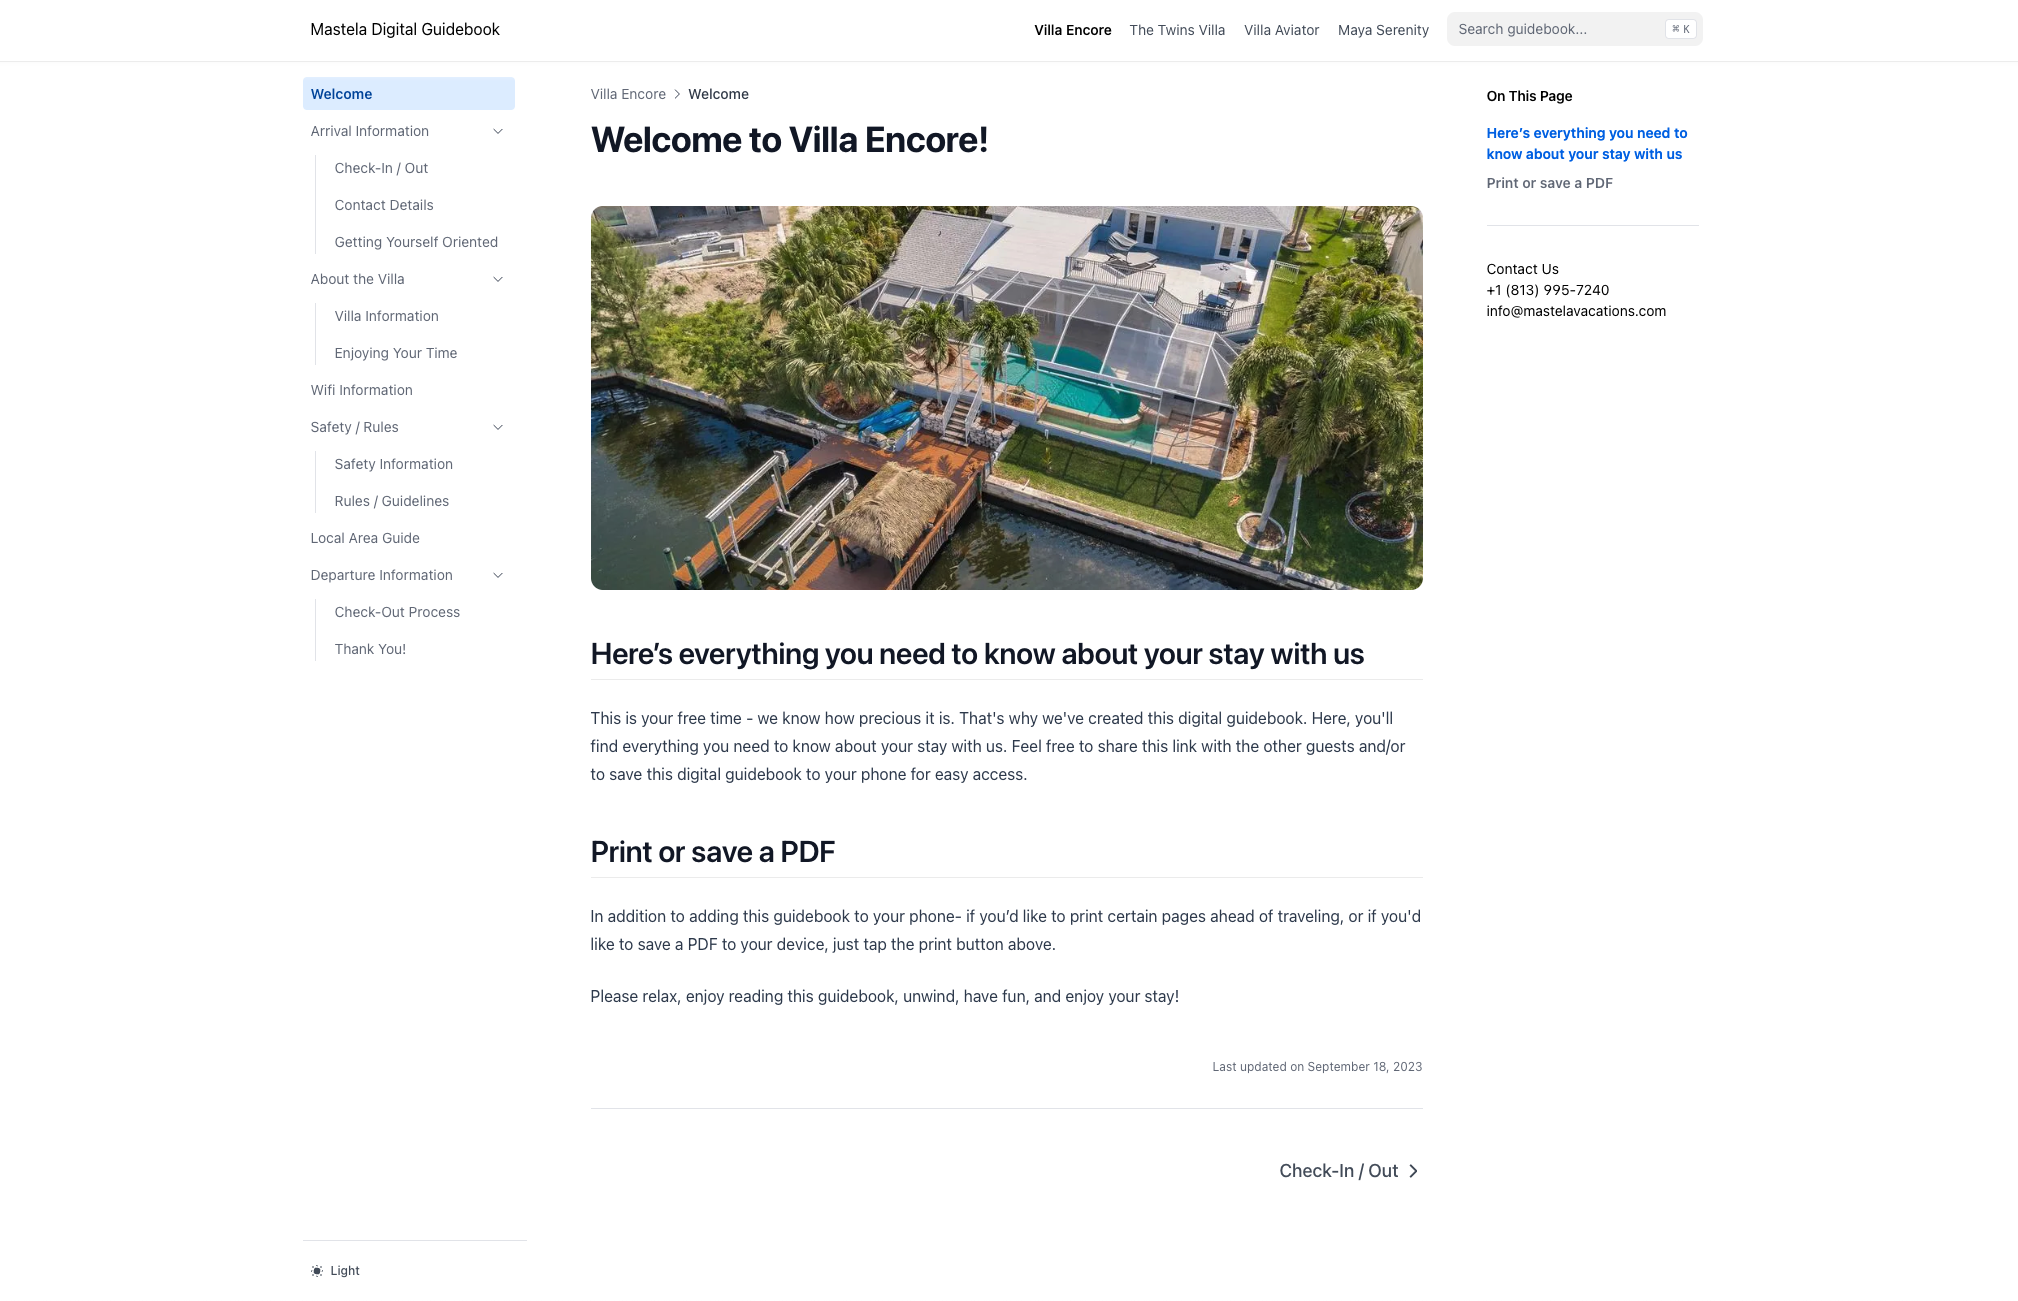 Mastela Digital Guidebook
Villa Encore
The Twins Villa
Villa Aviator
Maya Serenity
Search guidebook...
⌘ K
Welcome
Arrival Information
Check-In / Out
Contact Details
Getting Yourself Oriented
About the Villa
Villa Information
Enjoying Your Time
Wifi Information
Safety / Rules
Safety Information
Rules / Guidelines
Local Area Guide
Departure Information
Check-Out Process
Thank You!
Light
Villa Encore > Welcome
Welcome to Villa Encore!
Here’s everything you need to know about your stay with us
This is your free time - we know how precious it is. That's why we've created this digital guidebook. Here, you'll
find everything you need to know about your stay with us. Feel free to share this link with the other guests and/or
to save this digital guidebook to your phone for easy access.
Print or save a PDF
In addition to adding this guidebook to your phone- if you’d like to print certain pages ahead of traveling, or if you'd
like to save a PDF to your device, just tap the print button above.
Please relax, enjoy reading this guidebook, unwind, have fun, and enjoy your stay!
Last updated on September 18, 2023
Check-In / Out
On This Page
Here’s everything you need to
know about your stay with us
Print or save a PDF
Contact Us
+1 (813) 995-7240
info@mastelavacations.com